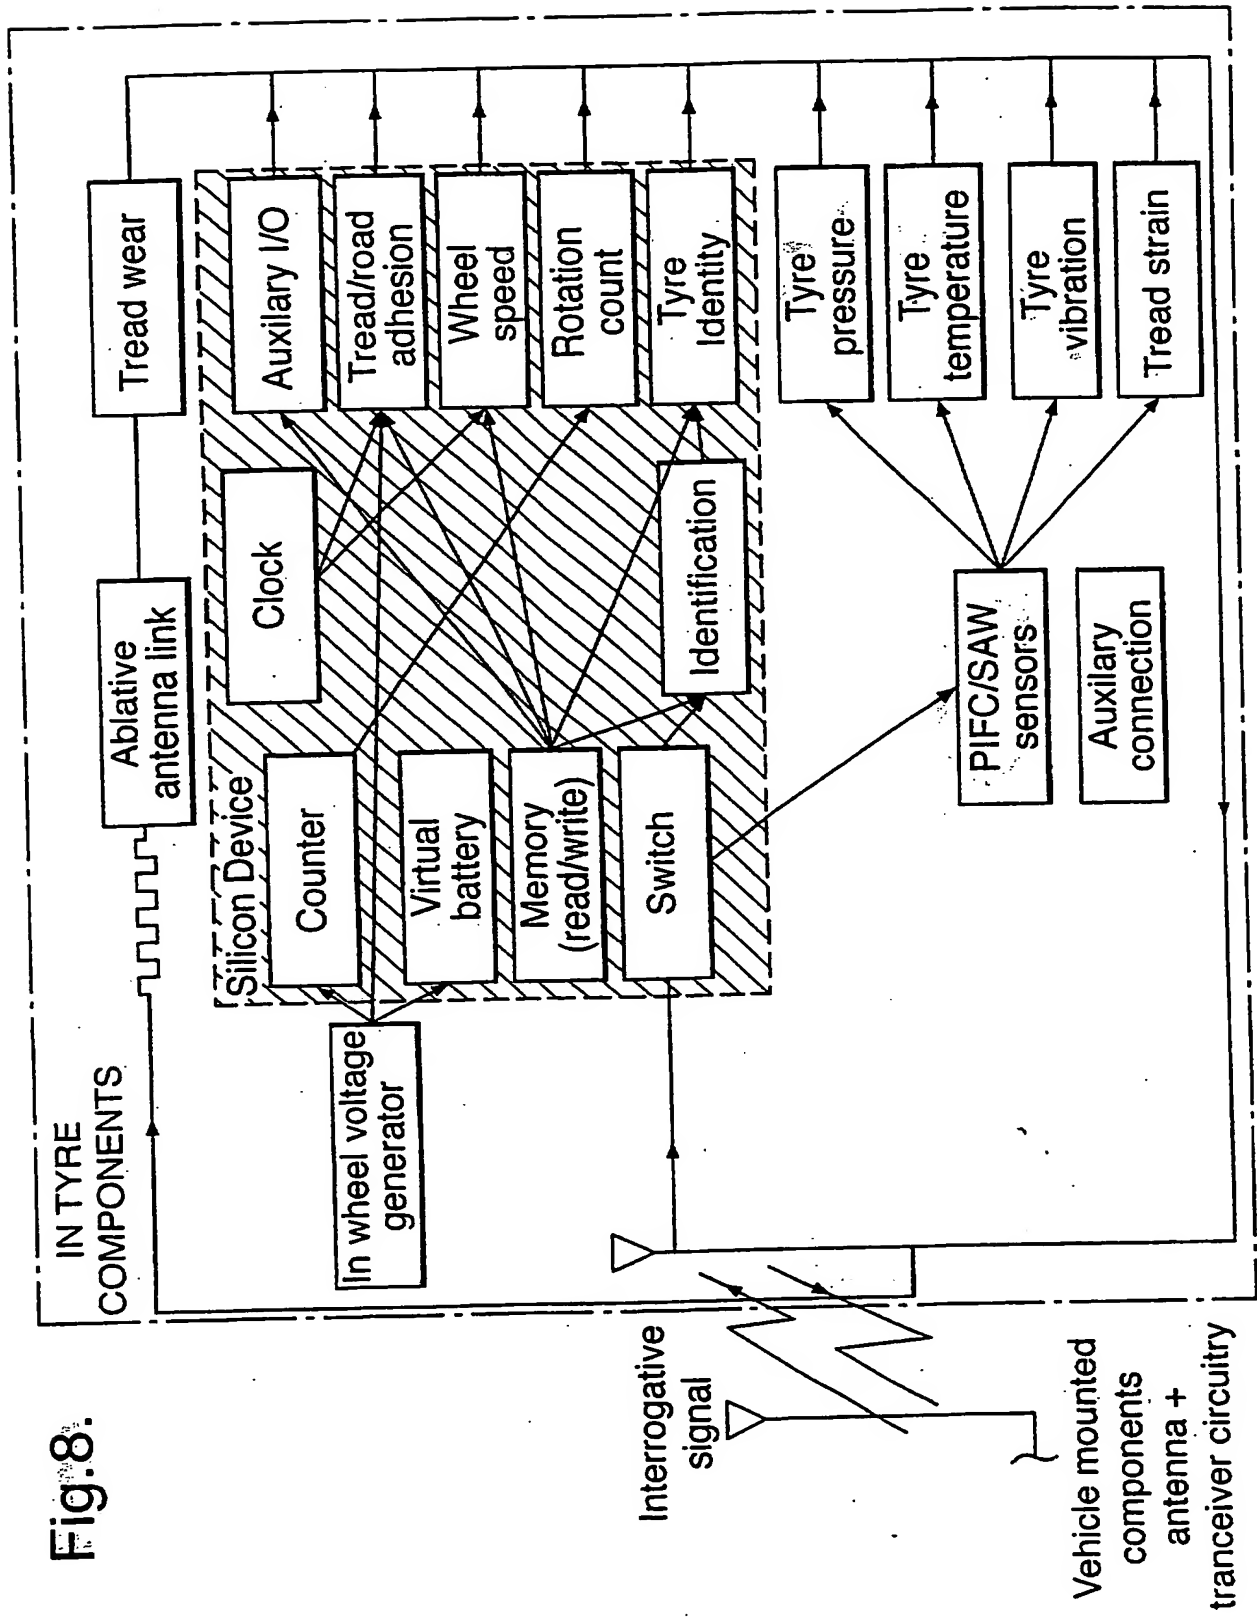 Fig.8.
IN TYRE
COMPONENTS
Ablative
antenna link
Tread wear
Silicon Device
Counter
Clock
Auxilary I/O
In wheel voltage
generator
Virtual
battery
Memory
(read/write)
Switch
Identification
Tread/road
adhesion
Wheel
speed
Rotation
count
Tyre
Identity
Interrogative
signal
PIFC/SAW
sensors
Auxilary
connection
Tyre
pressure
Tyre
temperature
Tyre
vibration
Tread strain
Vehicle mounted
components
antenna +
tranceiver circuitry